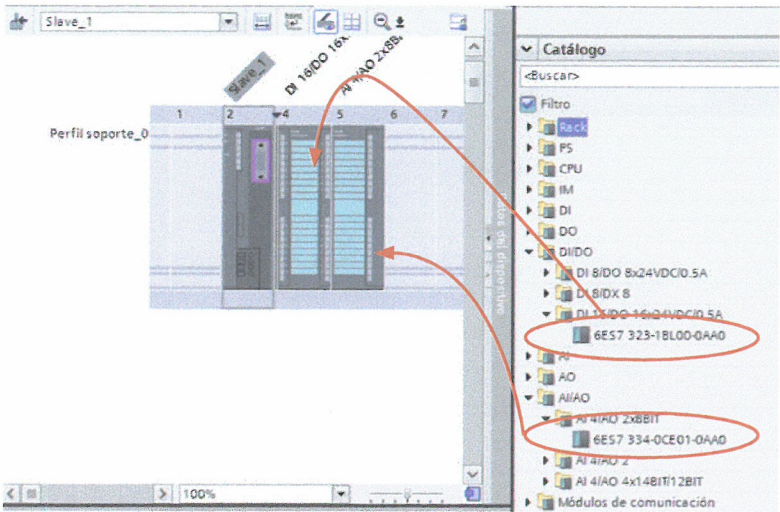 Slave_1
Slave_1
DI 16/DO 16x
AI 4/AO 2x8B
1 2 4 5 6 7
Perfil soporte_0
100%
Datos del dispositivo
Catálogo
<Buscar>
Filtro
Rack
PS
CPU
IM
DI
DO
DI/DO
DI 8/DO 8x24VDC/0.5A
DI 8/DX 8
DI 16/DO 16x24VDC/0.5A
6ES7 323-1BL00-0AA0
AI
AO
AI/AO
AI 4/AO 2x8BIT
6ES7 334-0CE01-0AA0
AI 4/AO 2
AI 4/AO 4x14BIT/12BIT
Módulos de comunicación